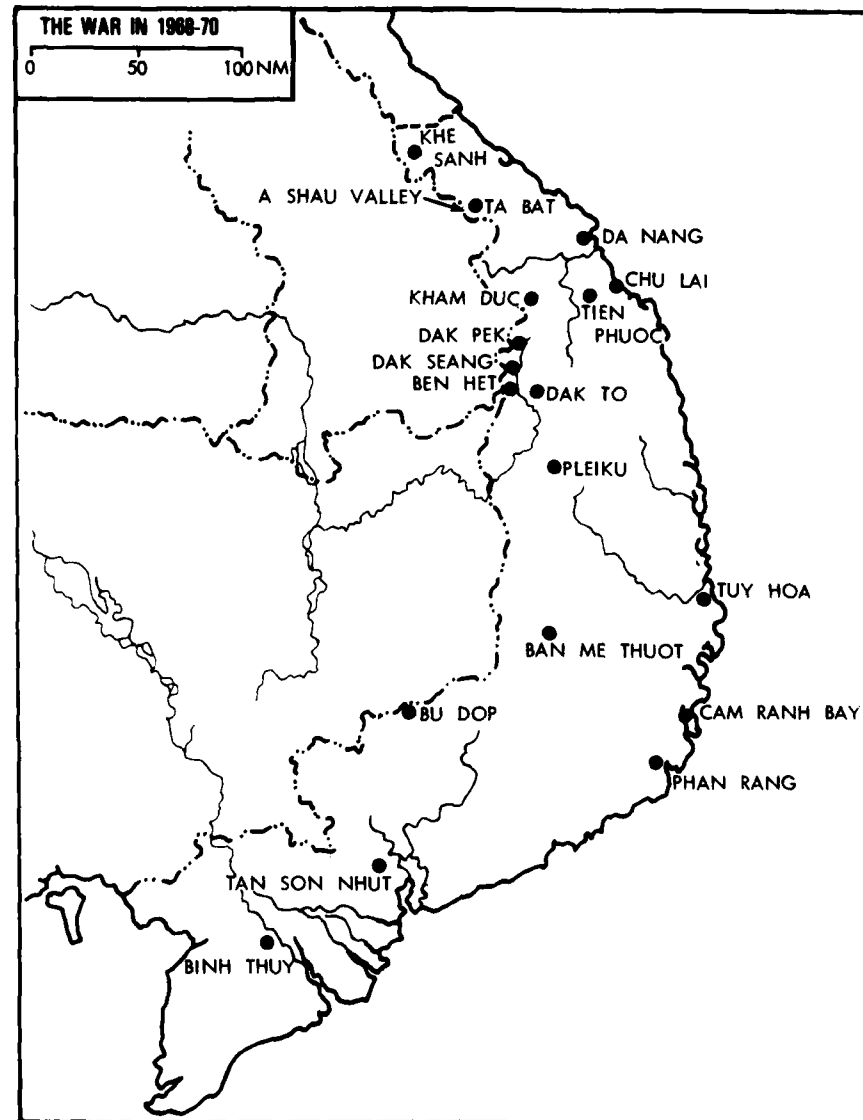 THE WAR IN 1968-70
0 50 100 NM
KHE
SANH
A SHAU VALLEY
TA BAT
DA NANG
CHU LAI
KHAM DUC
TIEN
PHUOC
DAK PEK
DAK SEANG
BEN HET
DAK TO
PLEIKU
TUY HOA
BAN ME THUOT
BU DOP
CAM RANH BAY
PHAN RANG
TAN SON NHUT
BINH THUY